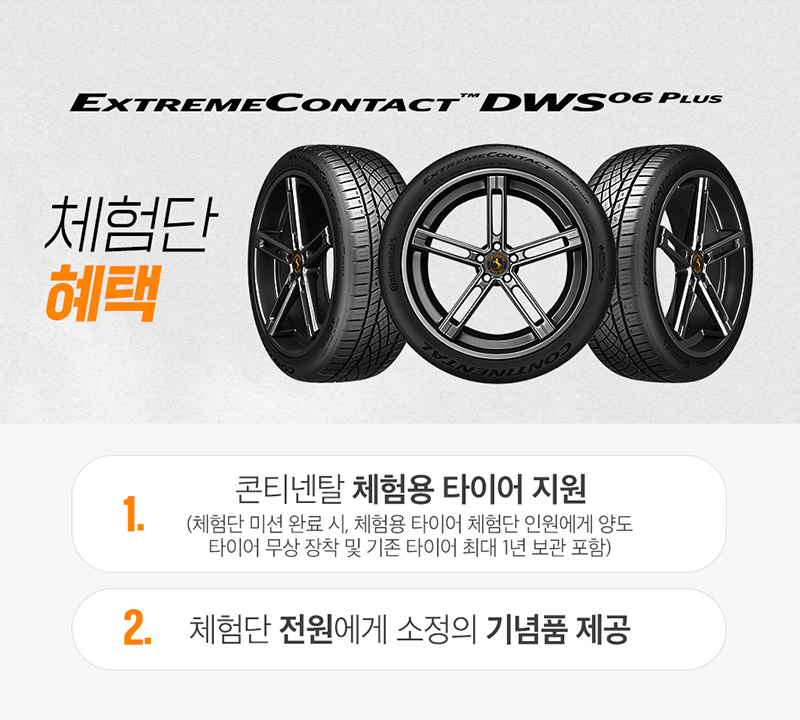 EXTREMECONTACT™ DWS06 PLUS
체험단
혜택
EXTREMECONTACT
CONTINENTAL
1.
콘티넨탈 체험용 타이어 지원
(체험단 미션 완료 시, 체험용 타이어 체험단 인원에게 양도
타이어 무상 장착 및 기존 타이어 최대 1년 보관 포함)
2.
체험단 전원에게 소정의 기념품 제공